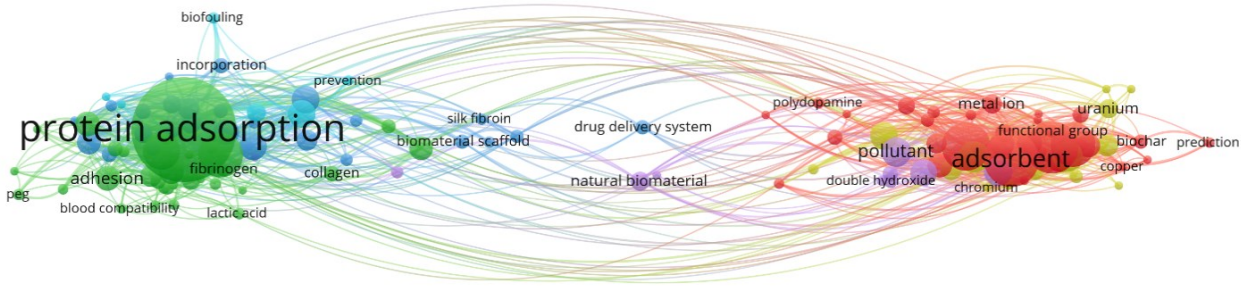 biofouling
incorporation
prevention
protein adsorption
silk fibroin
biomaterial scaffold
adhesion
fibrinogen
collagen
peg
blood compatibility
lactic acid
drug delivery system
natural biomaterial
polydopamine
metal ion
uranium
functional group
pollutant
adsorbent
biochar
prediction
copper
double hydroxide
chromium